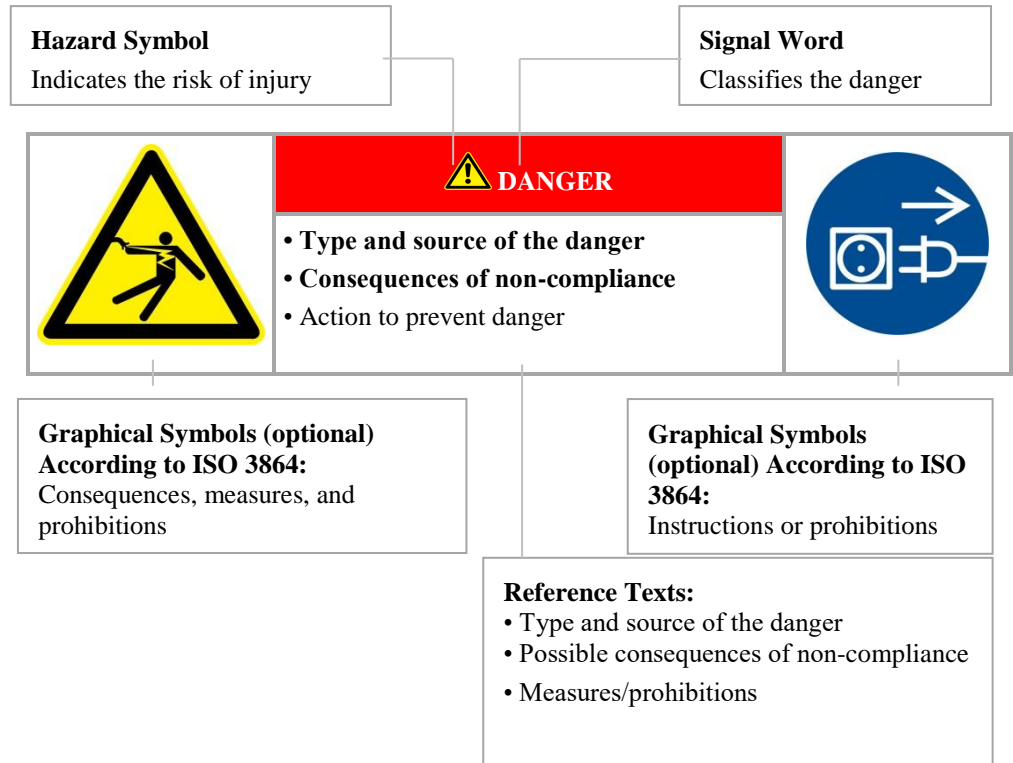 Hazard Symbol
Indicates the risk of injury
Signal Word
Classifies the danger
DANGER
• Type and source of the danger
• Consequences of non-compliance
• Action to prevent danger
Graphical Symbols (optional)
According to ISO 3864:
Consequences, measures, and
prohibitions
Graphical Symbols
(optional) According to ISO
3864:
Instructions or prohibitions
Reference Texts:
• Type and source of the danger
• Possible consequences of non-compliance
• Measures/prohibitions